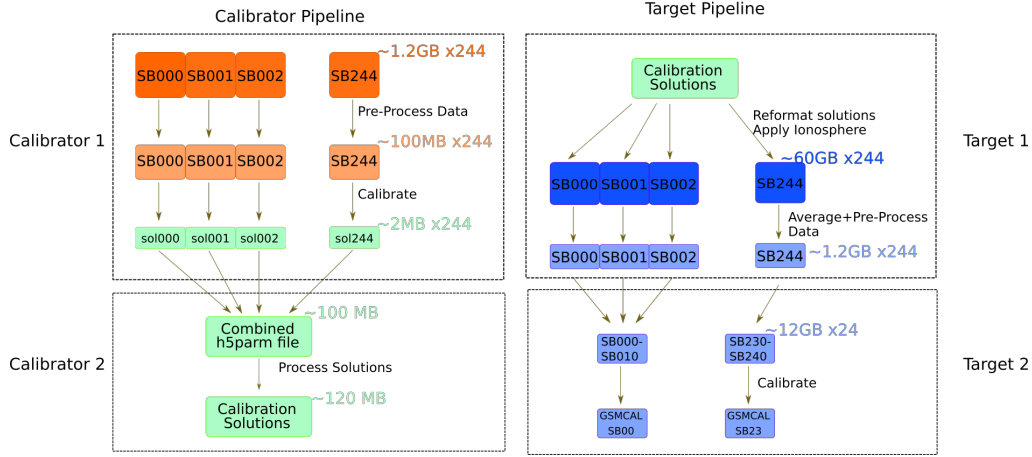 Calibrator Pipeline
Calibrator 1
SB000 SB001 SB002 SB244
~1.2GB x244
Pre-Process Data
SB000 SB001 SB002 SB244
~100MB x244
Calibrate
sol000 sol001 sol002 sol244
~2MB x244
Calibrator 2
~100 MB
Combined
h5parm file
Process Solutions
~120 MB
Calibration
Solutions
Target Pipeline
Target 1
Calibration
Solutions
Reformat solutions
Apply Ionosphere
~60GB x244
SB000 SB001 SB002 SB244
Average+Pre-Process
Data
SB000 SB001 SB002 SB244
~1.2GB x244
Target 2
~12GB x24
SB000-
SB010
SB230-
SB240
Calibrate
GSMCAL
SB00
GSMCAL
SB23